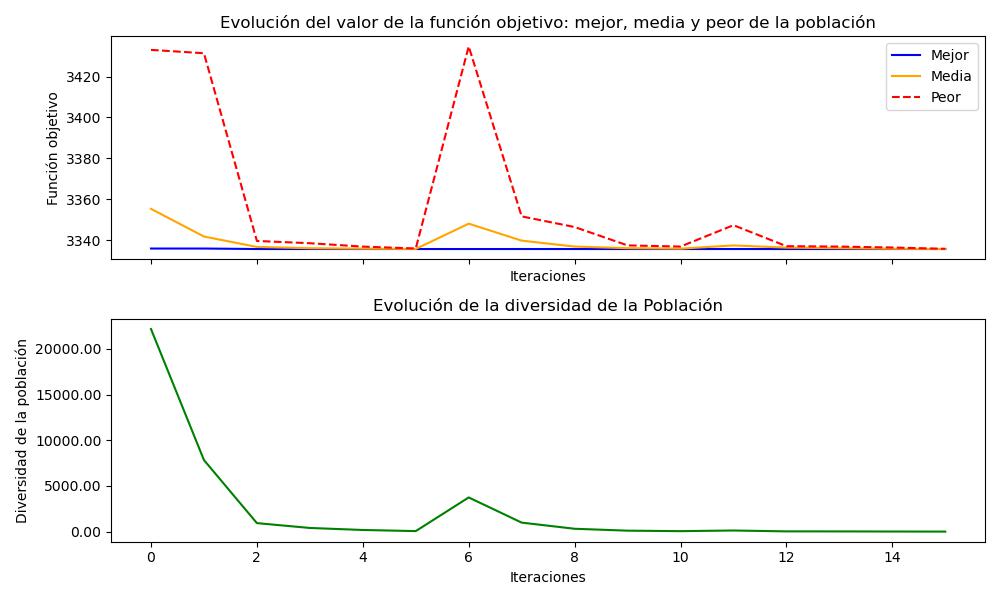 Evolución del valor de la función objetivo: mejor, media y peor de la población
Función objetivo
3420
3400
3380
3360
3340
Mejor
Media
Peor
Iteraciones
Evolución de la diversidad de la Población
Diversidad de la población
20000.00
15000.00
10000.00
5000.00
0.00
0 2 4 6 8 10 12 14
Iteraciones